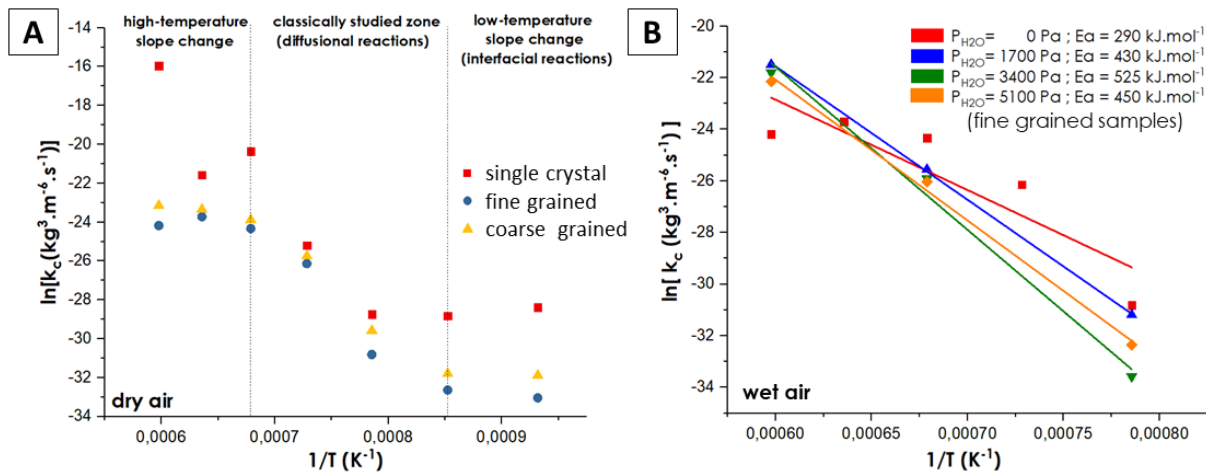 A
high-temperature
slope change
classically studied zone
(diffusional reactions)
low-temperature
slope change
(interfacial reactions)
-14
-16
-18
-20
-22
-24
-26
-28
-30
-32
-34
ln[kc(kg³.m⁻⁶.s⁻¹)]
single crystal
fine grained
coarse grained
dry air
0,0006
0,0007
0,0008
0,0009
1/T (K⁻¹)
B
PH2O= 0 Pa ; Ea = 290 kJ.mol⁻¹
PH2O= 1700 Pa ; Ea = 430 kJ.mol⁻¹
PH2O= 3400 Pa ; Ea = 525 kJ.mol⁻¹
PH2O= 5100 Pa ; Ea = 450 kJ.mol⁻¹
(fine grained samples)
-20
-22
-24
-26
-28
-30
-32
-34
ln[ kc (kg³.m⁻⁶.s⁻¹) ]
wet air
0,00060
0,00065
0,00070
0,00075
0,00080
1/T (K⁻¹)